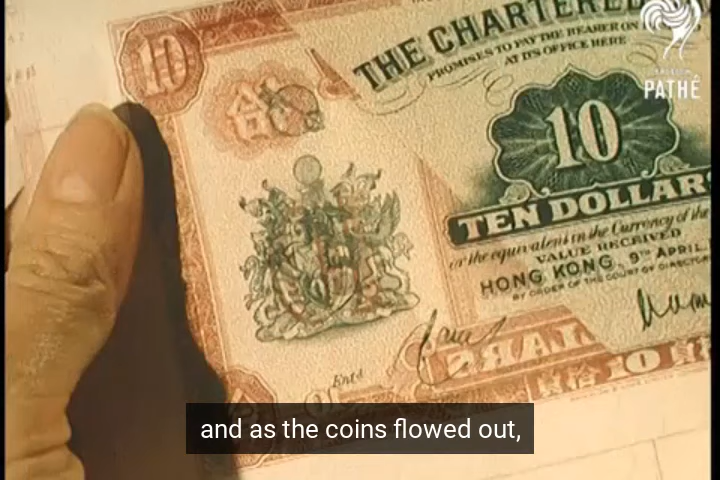 THE CHARTERED
PROMISES TO PAY THE BEARER ON
AT ITS OFFICE HERE
PATHÉ
10
10
TEN DOLLARS
or the equivalent in the Currency of the
VALUE RECEIVED
HONG KONG, 9TH APRIL
BY ORDER OF THE COURT OF DIRECTORS
Entd
10
and as the coins flowed out,